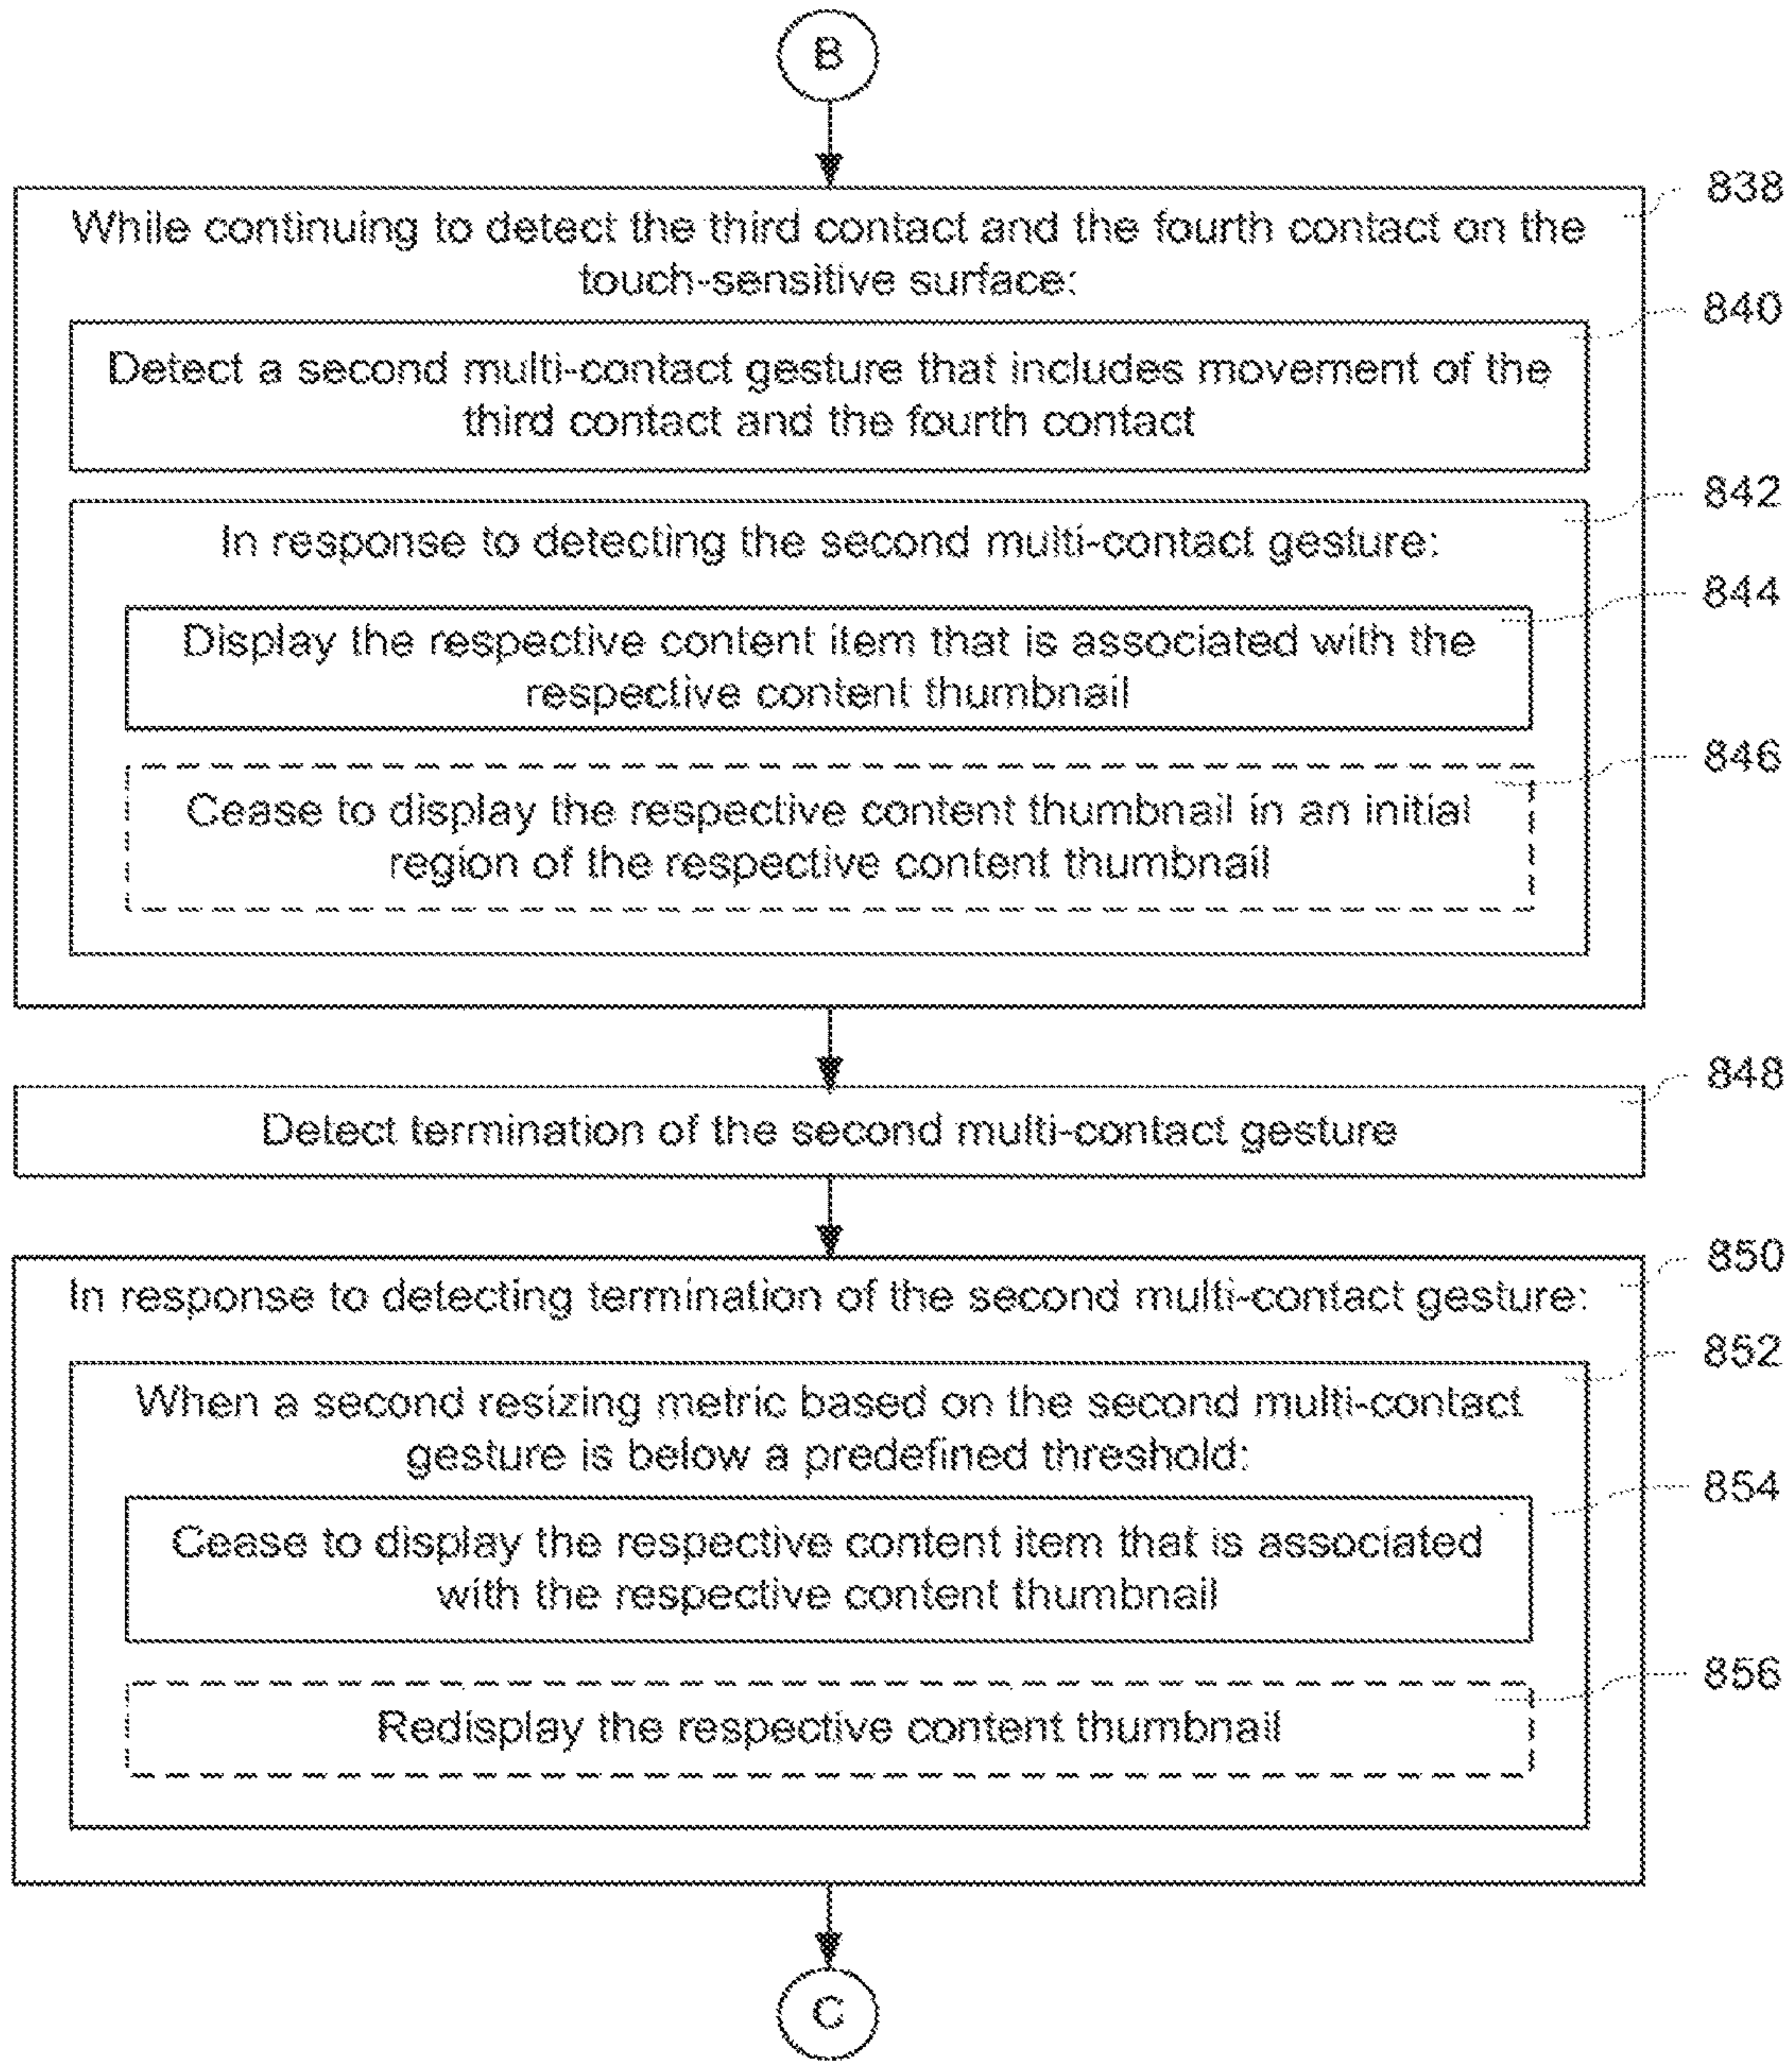 B
838
While continuing to detect the third contact and the fourth contact on the
touch-sensitive surface:
840
Detect a second multi-contact gesture that includes movement of the
third contact and the fourth contact
842
In response to detecting the second multi-contact gesture:
844
Display the respective content item that is associated with the
respective content thumbnail
846
Cease to display the respective content thumbnail in an initial
region of the respective content thumbnail
848
Detect termination of the second multi-contact gesture
850
In response to detecting termination of the second multi-contact gesture:
852
When a second resizing metric based on the second multi-contact
gesture is below a predefined threshold:
854
Cease to display the respective content item that is associated
with the respective content thumbnail
856
Redisplay the respective content thumbnail
C